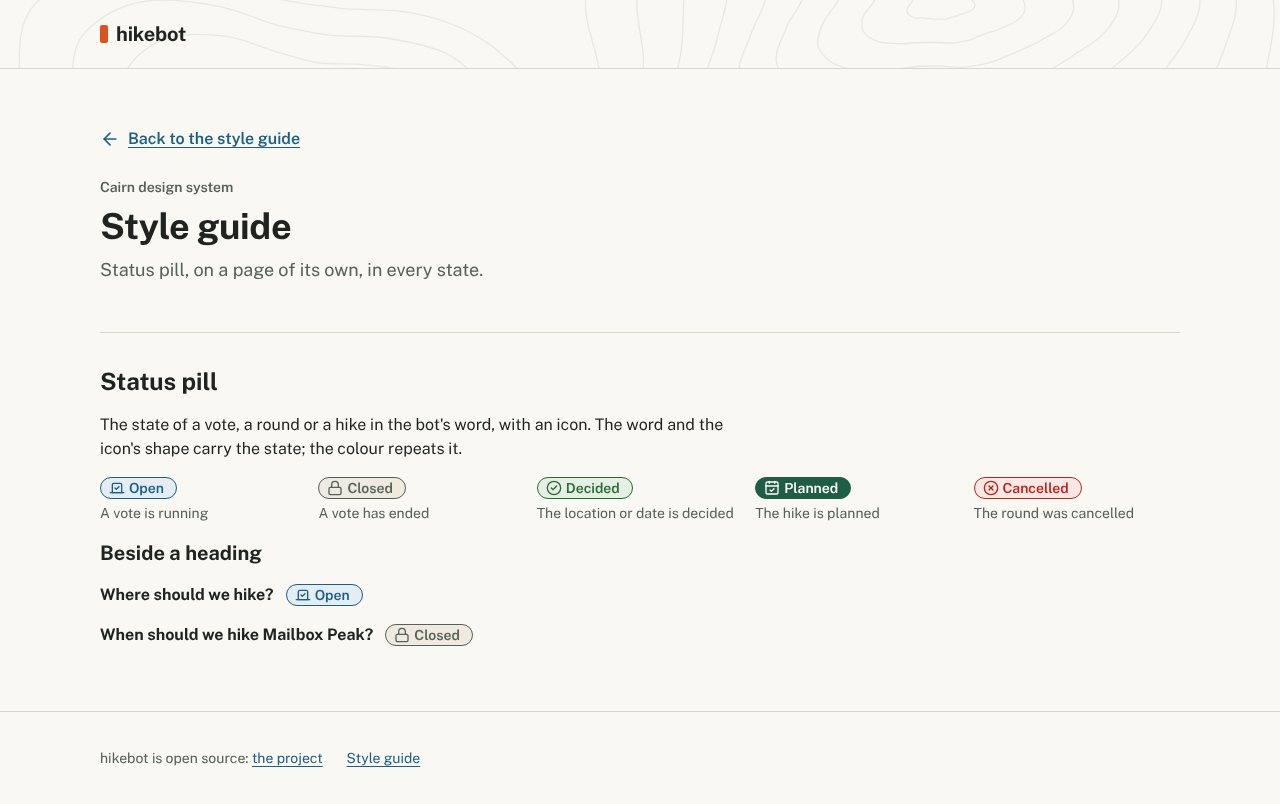 hikebot
Back to the style guide
Cairn design system
Style guide
Status pill, on a page of its own, in every state.
Status pill
The state of a vote, a round or a hike in the bot's word, with an icon. The word and the
icon's shape carry the state; the colour repeats it.
Open
Closed
Decided
Planned
Cancelled
A vote is running
A vote has ended
The location or date is decided
The hike is planned
The round was cancelled
Beside a heading
Where should we hike? Open
When should we hike Mailbox Peak? Closed
hikebot is open source: the project Style guide